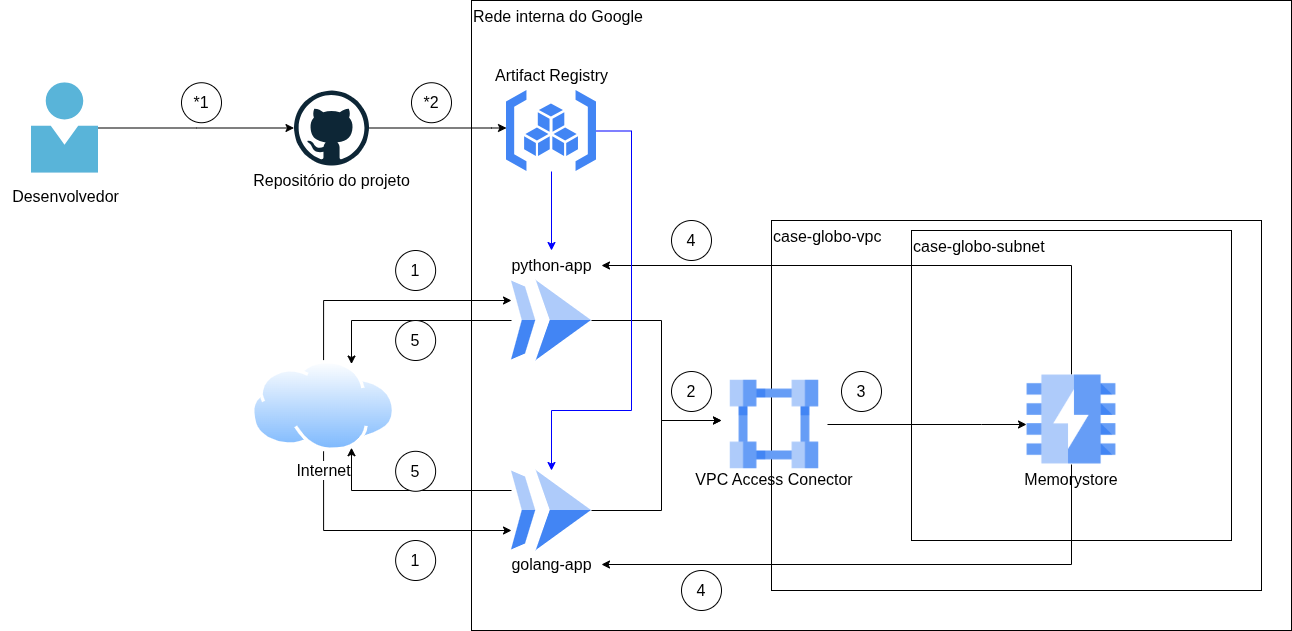 Rede interna do Google
Artifact Registry
*1
*2
Repositório do projeto
Desenvolvedor
case-globo-vpc
case-globo-subnet
4
python-app
1
5
2
3
Internet
5
VPC Access Conector
Memorystore
1
golang-app
4